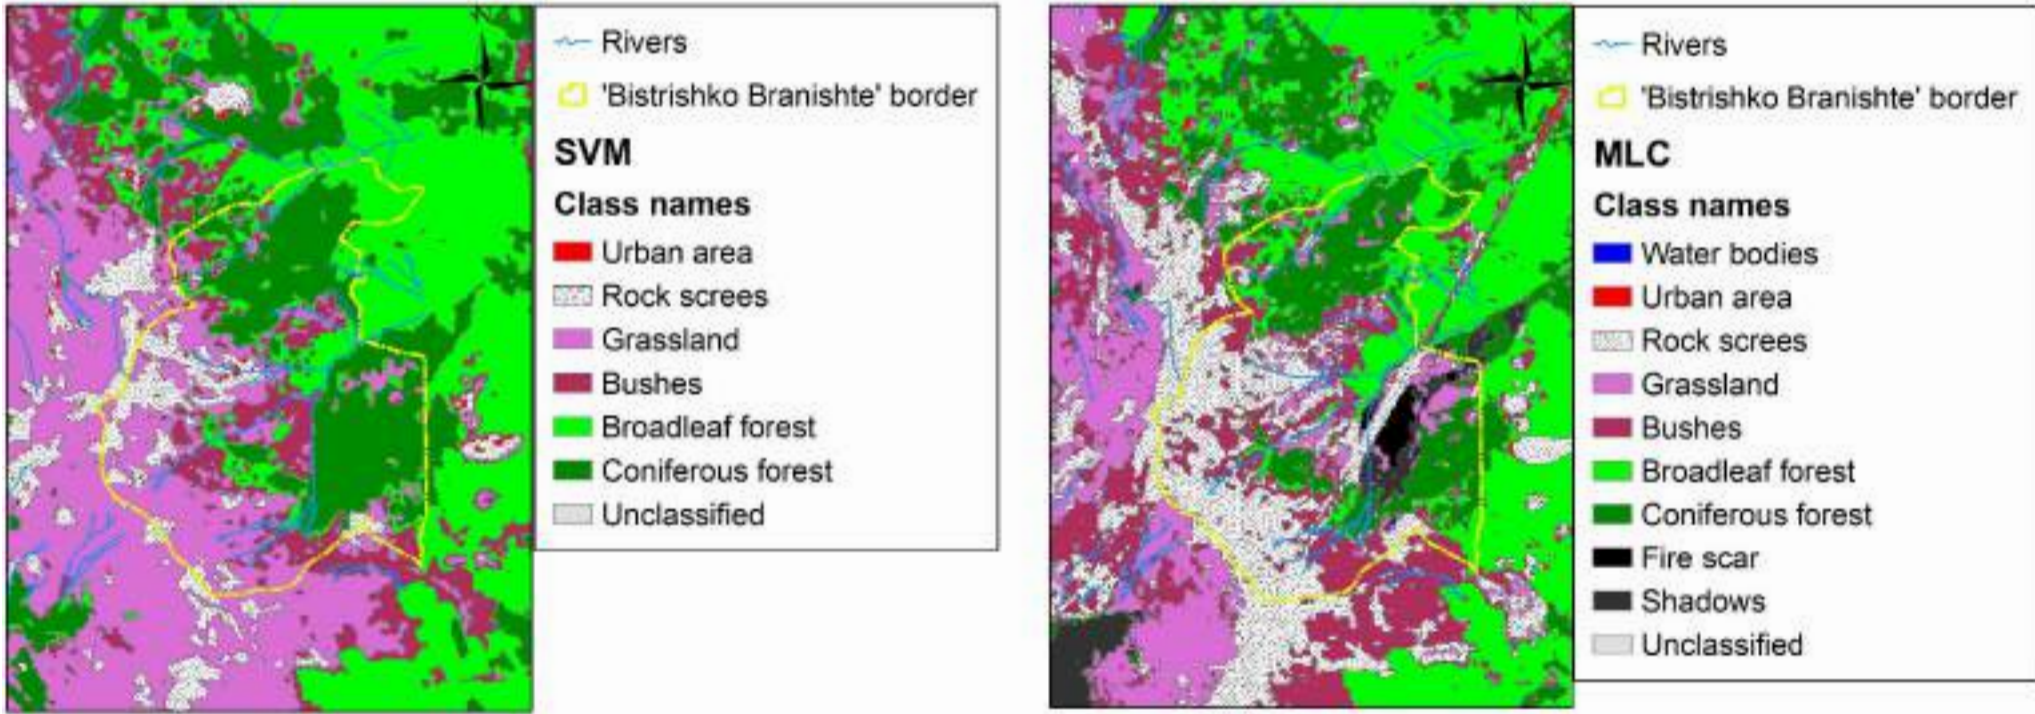 Rivers
'Bistrishko Branishte' border
SVM
Class names
Urban area
Rock screes
Grassland
Bushes
Broadleaf forest
Coniferous forest
Unclassified
Rivers
'Bistrishko Branishte' border
MLC
Class names
Water bodies
Urban area
Rock screes
Grassland
Bushes
Broadleaf forest
Coniferous forest
Fire scar
Shadows
Unclassified